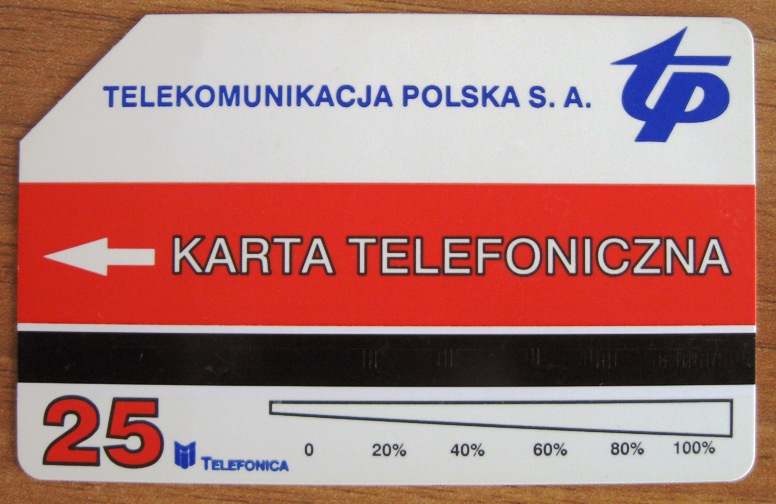 TELEKOMUNIKACJA POLSKA S. A.
tp
KARTA TELEFONICZNA
25
TELEFONICA
0 20% 40% 60% 80% 100%